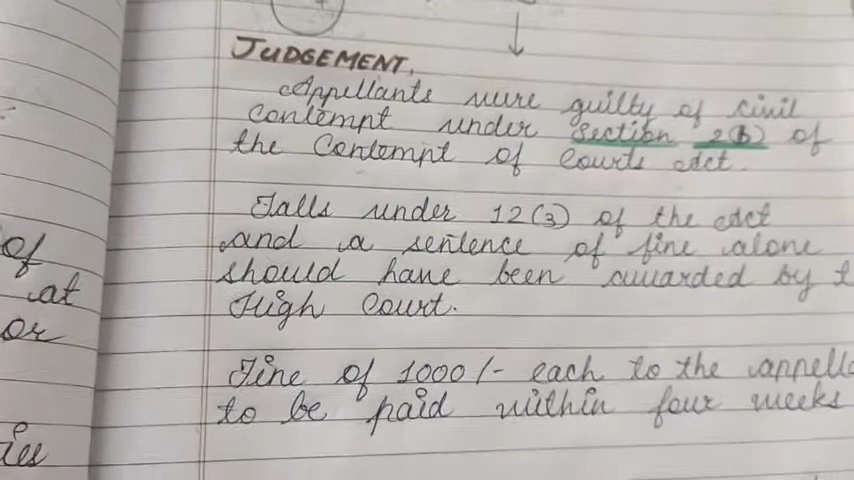 JUDGEMENT.
Appellants were guilty of civil
contempt under Section 2(b) of
the Contempt of Courts Act.
Falls under 12(3) of the Act
and a sentence of fine alone
should have been awarded by t
High Court.
Fine of 1000/- each to the appella
to be paid within four weeks
of
at
or
ies